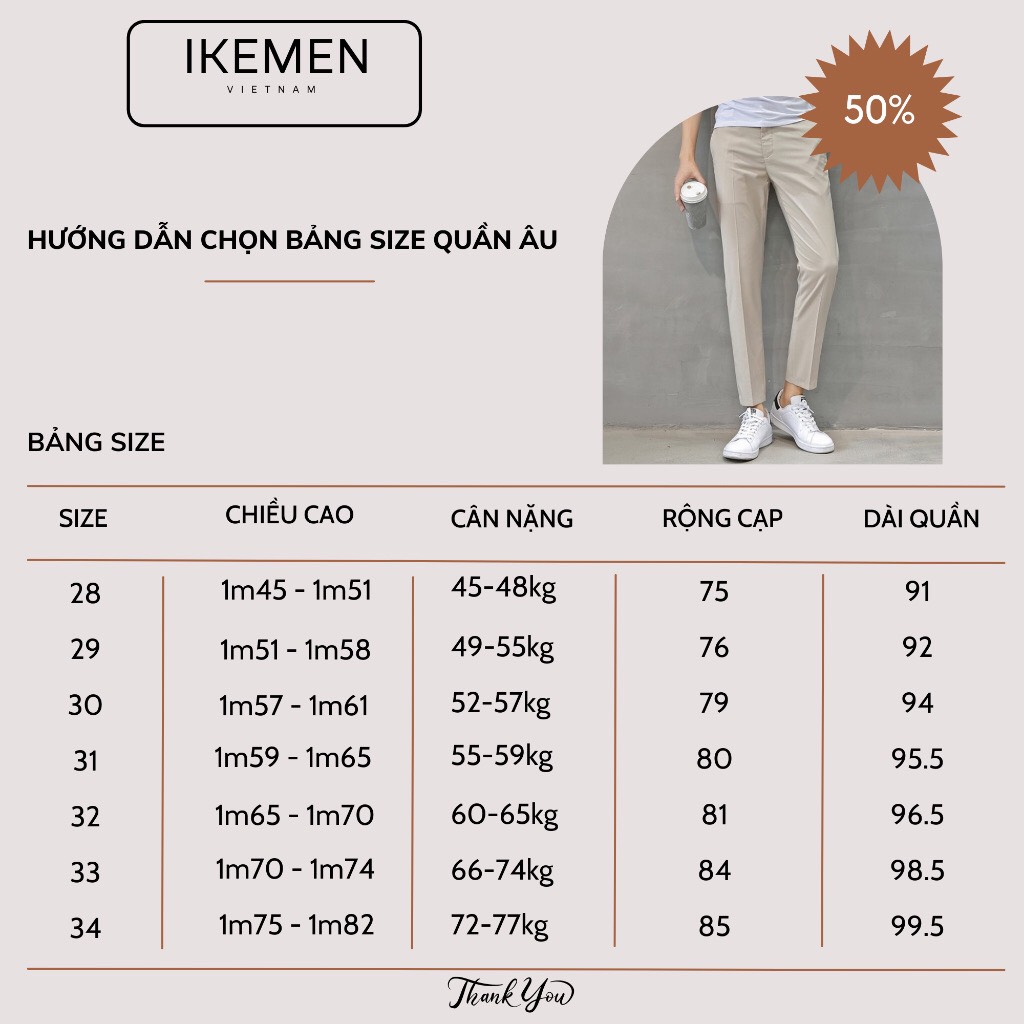 IKEMEN
VIETNAM
50%
HƯỚNG DẪN CHỌN BẢNG SIZE QUẦN ÂU
BẢNG SIZE
SIZE CHIỀU CAO CÂN NẶNG RỘNG CẠP DÀI QUẦN
28 1m45 - 1m51 45-48kg 75 91
29 1m51 - 1m58 49-55kg 76 92
30 1m57 - 1m61 52-57kg 79 94
31 1m59 - 1m65 55-59kg 80 95.5
32 1m65 - 1m70 60-65kg 81 96.5
33 1m70 - 1m74 66-74kg 84 98.5
34 1m75 - 1m82 72-77kg 85 99.5
Thank You